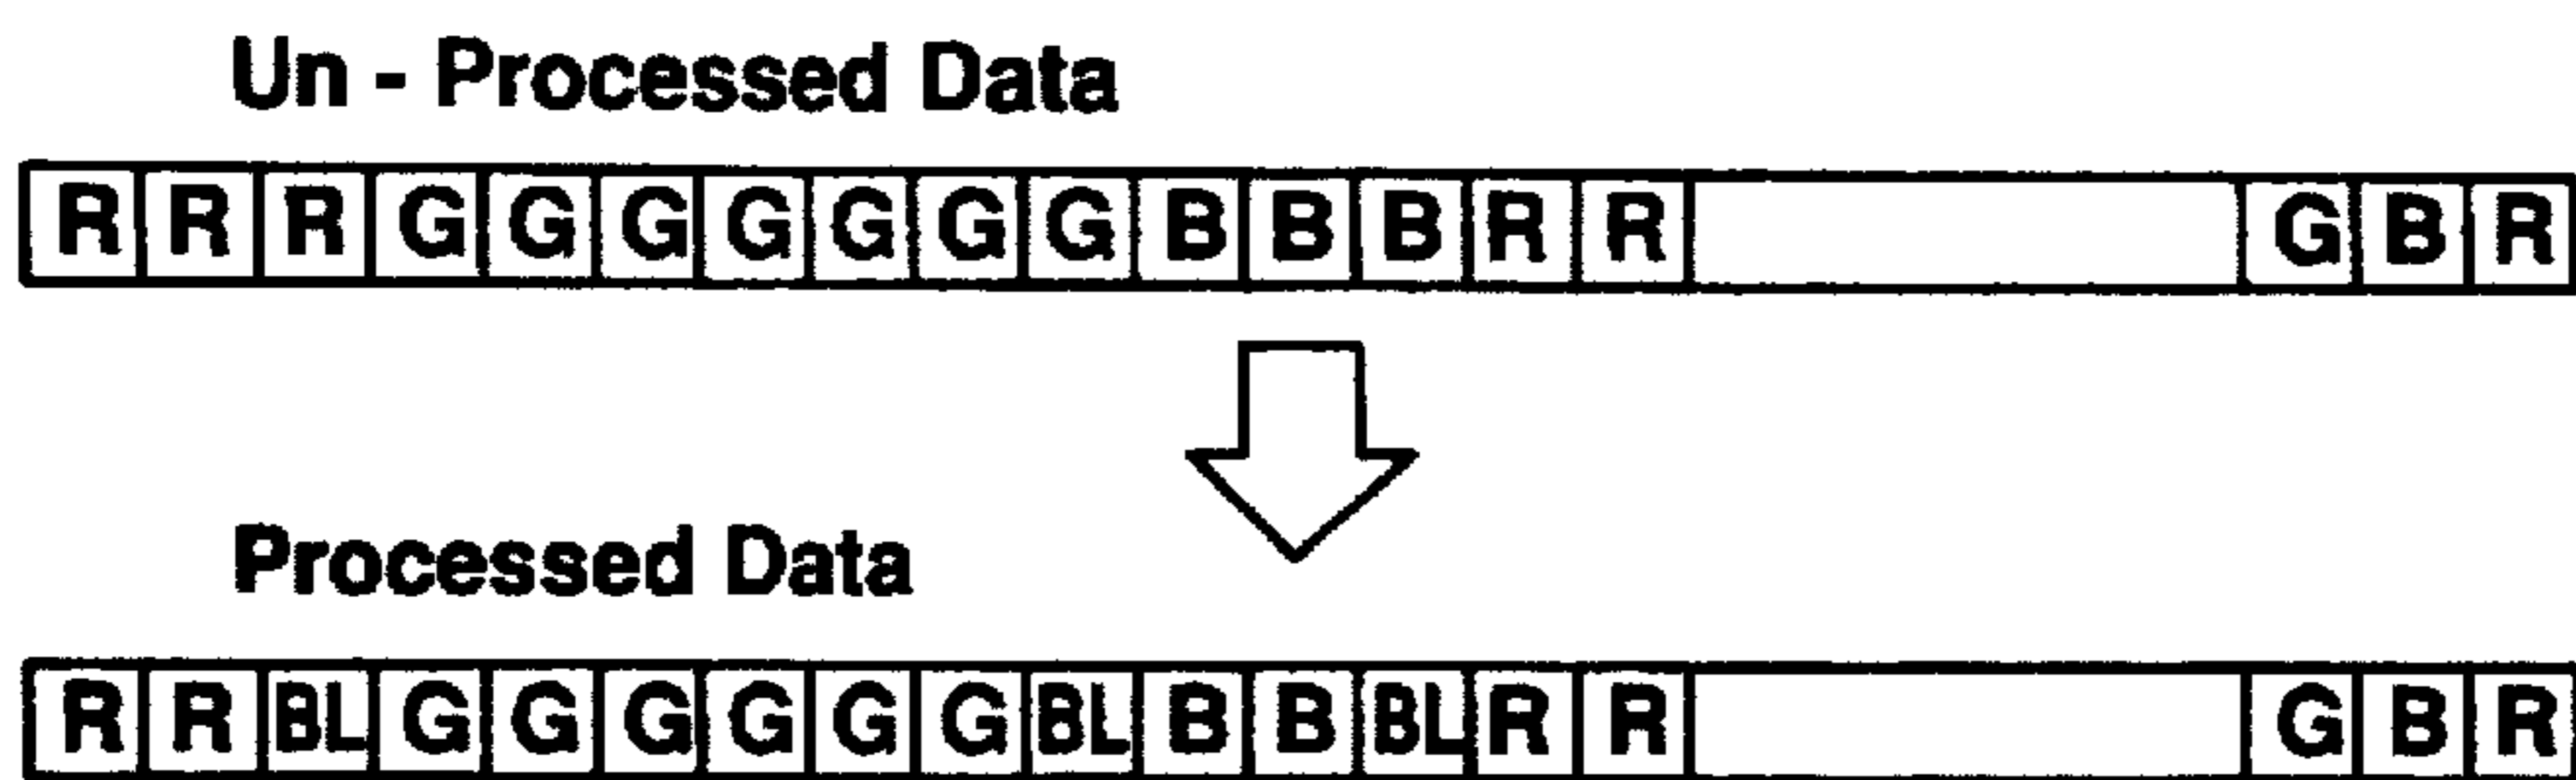 Un - Processed Data
R R R G G G G G G G B B B R R G B R
Processed Data
R R BL G G G G G G BL B B BL R R G B R